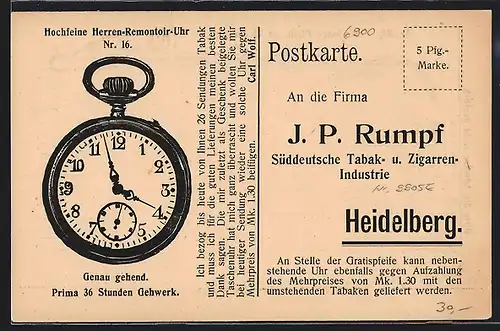 Hochfeine Herren-Remontoir-Uhr
Nr. 16.
12
1
2
3
4
5
6
7
8
9
10
11
Genau gehend.
Prima 36 Stunden Gehwerk.
Ich bezog bis heute von Ihnen 26 Sendungen Tabak
und muss ich für die guten Lieferungen meinen besten
Dank sagen. Die mir zuletzt als Geschenk beigelegte
Taschenuhr hat mich ganz überrascht und wollen Sie mir
bei heutiger Sendung wieder eine solche Uhr gegen
Mehrpreis von Mk. 1.30 beifügen. Carl Wolf.
6900
Postkarte.
5 Pfg.-
Marke.
An die Firma
J. P. Rumpf
Süddeutsche Tabak- u. Zigarren-
Industrie
Heidelberg.
An Stelle der Gratispfeife kann neben-
stehende Uhr ebenfalls gegen Aufzahlung
des Mehrpreises von Mk. 1.30 mit den
umstehenden Tabaken geliefert werden.
39,-